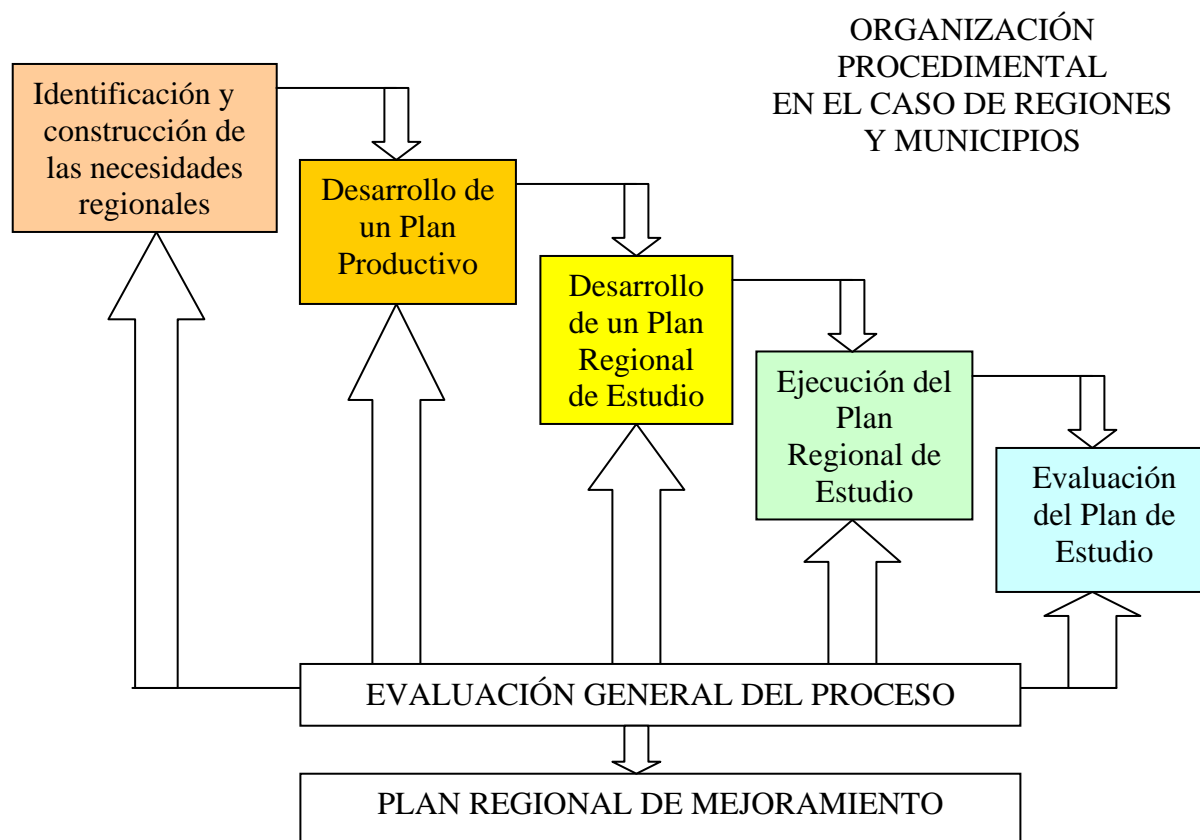 ORGANIZACIÓN
PROCEDIMENTAL
EN EL CASO DE REGIONES
Y MUNICIPIOS
Identificación y
construcción de
las necesidades
regionales
Desarrollo de
un Plan
Productivo
Desarrollo
de un Plan
Regional
de Estudio
Ejecución del
Plan
Regional de
Estudio
Evaluación
del Plan de
Estudio
EVALUACIÓN GENERAL DEL PROCESO
PLAN REGIONAL DE MEJORAMIENTO